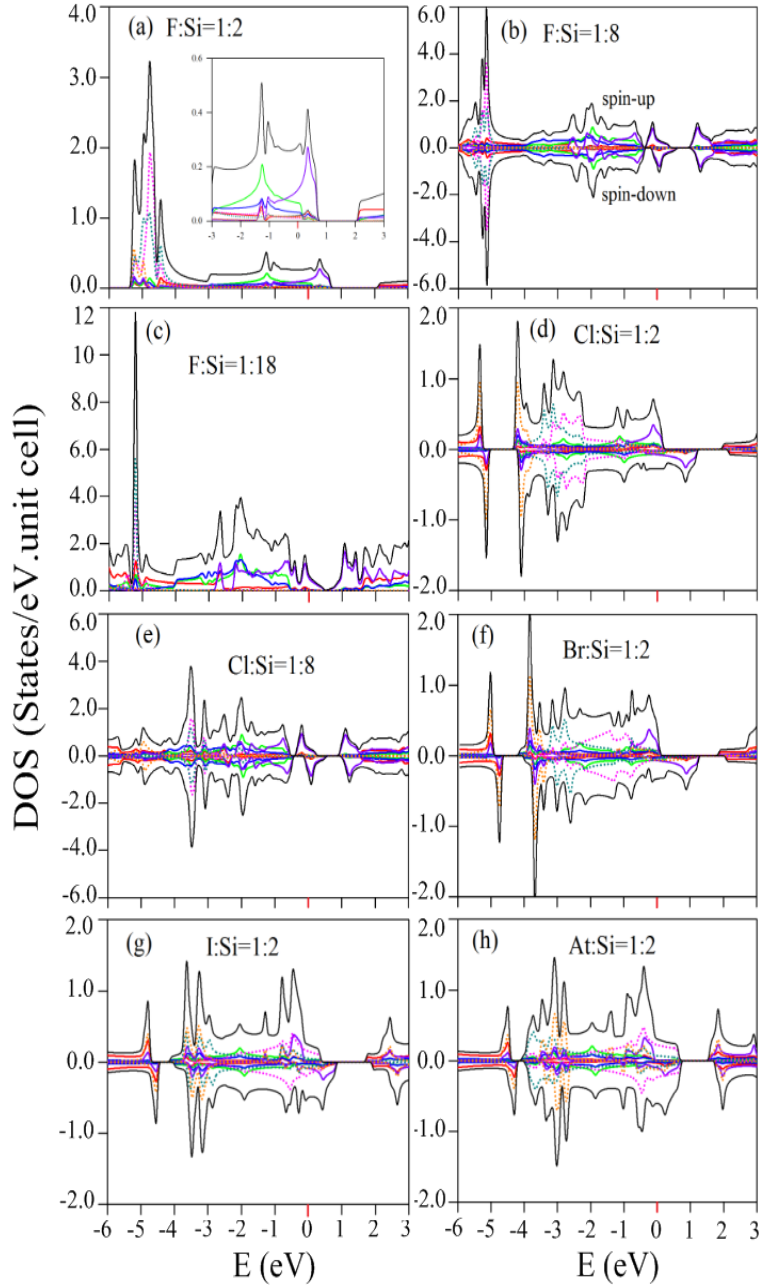 (a) F:Si=1:2
4.0
3.0
2.0
1.0
0.0
0.6
0.4
0.2
0.0
-3 -2 -1 0 1 2 3
(b) F:Si=1:8
6.0
4.0
2.0
0.0
-2.0
-4.0
-6.0
spin-up
spin-down
(c)
F:Si=1:18
12
10
8.0
6.0
4.0
2.0
0.0
(d) Cl:Si=1:2
2.0
1.0
0.0
-1.0
-2.0
DOS (States/eV.unit cell)
(e)
Cl:Si=1:8
6.0
4.0
2.0
0.0
-2.0
-4.0
-6.0
(f)
Br:Si=1:2
2.0
1.0
0.0
-1.0
-2.0
(g) I:Si=1:2
2.0
1.0
0.0
-1.0
-2.0
-6 -5 -4 -3 -2 -1 0 1 2 3
E (eV)
(h) At:Si=1:2
2.0
1.0
0.0
-1.0
-2.0
-6 -5 -4 -3 -2 -1 0 1 2 3
E (eV)